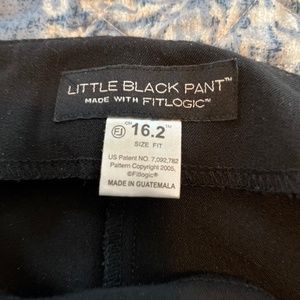 LITTLE BLACK PANT™
MADE WITH FITLOGIC™
16.2™
SIZE FIT
US Patent NO. 7,092,782
Pattern Copyright 2005,
©Fitlogic®
MADE IN GUATEMALA